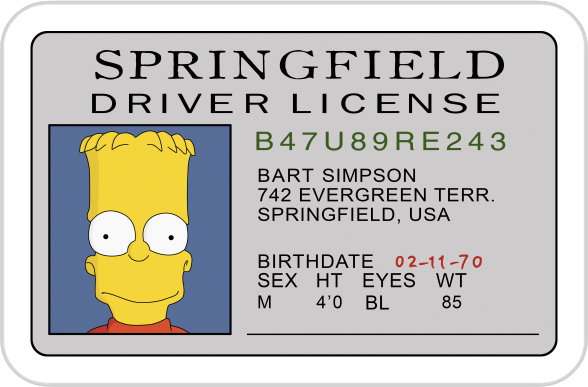 SPRINGFIELD
DRIVER LICENSE
B47U89RE243
BART SIMPSON
742 EVERGREEN TERR.
SPRINGFIELD, USA
BIRTHDATE 02-11-70
SEX HT EYES WT
M 4'0 BL 85